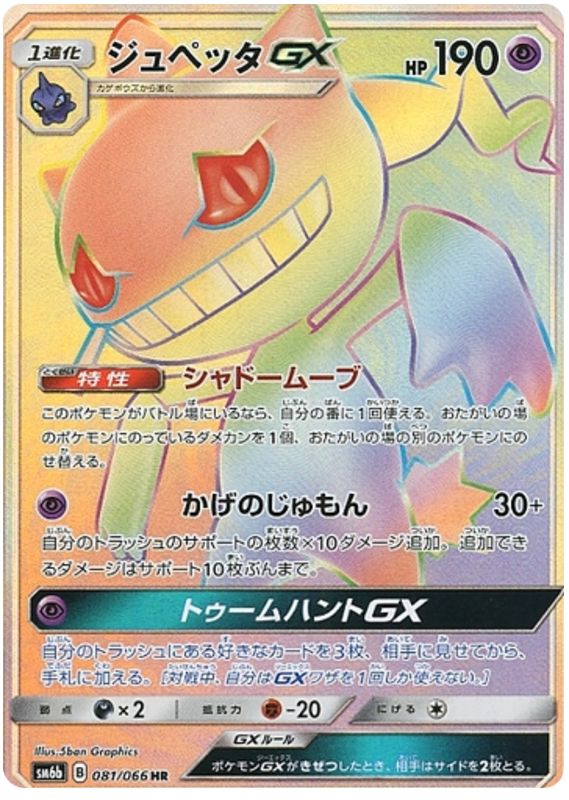 1進化 ジュペッタGX HP 190
カゲボウズから進化
特性 シャドームーブ
このポケモンがバトル場にいるなら、自分の番に1回使える。おたがいの場
のポケモンにのっているダメカンを1個、おたがいの場の別のポケモンにの
せ替える。
かげのじゅもん 30+
自分のトラッシュのサポートの枚数×10ダメージ追加。追加でき
るダメージはサポート10枚ぶんまで。
トゥームハントGX
自分のトラッシュにある好きなカードを3枚、相手に見せてから、
手札に加える。[対戦中、自分はGXワザを1回しか使えない。]
弱点 ×2 抵抗力 -20 にげる
Illus.5ban Graphics GXルール
sm6b B 081/066 HR ポケモンGXがきぜつしたとき、相手はサイドを2枚とる。